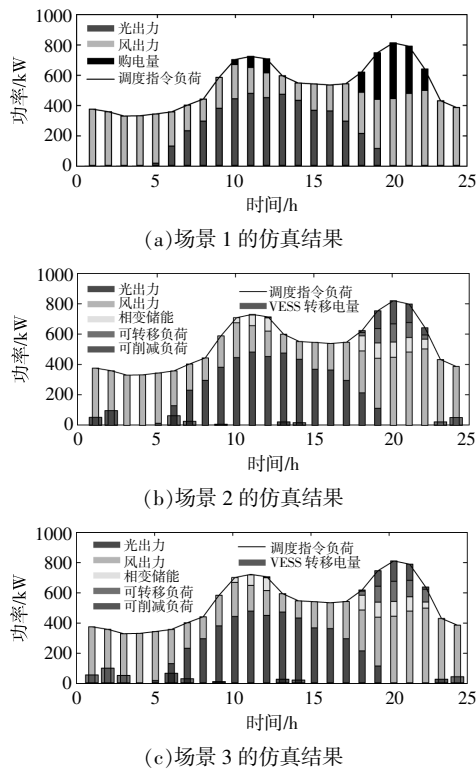 1000
800
600
400
200
0
功率/kW
光出力
风出力
购电量
调度指令负荷
0 5 10 15 20 25
时间/h
(a)场景 1 的仿真结果
1000
800
600
400
200
0
功率/kW
光出力
风出力
相变储能
可转移负荷
可削减负荷
调度指令负荷
VESS 转移电量
0 5 10 15 20 25
时间/h
(b)场景 2 的仿真结果
1000
800
600
400
200
0
功率/kW
光出力
风出力
相变储能
可转移负荷
可削减负荷
调度指令负荷
VESS 转移电量
0 5 10 15 20 25
时间/h
(c)场景 3 的仿真结果